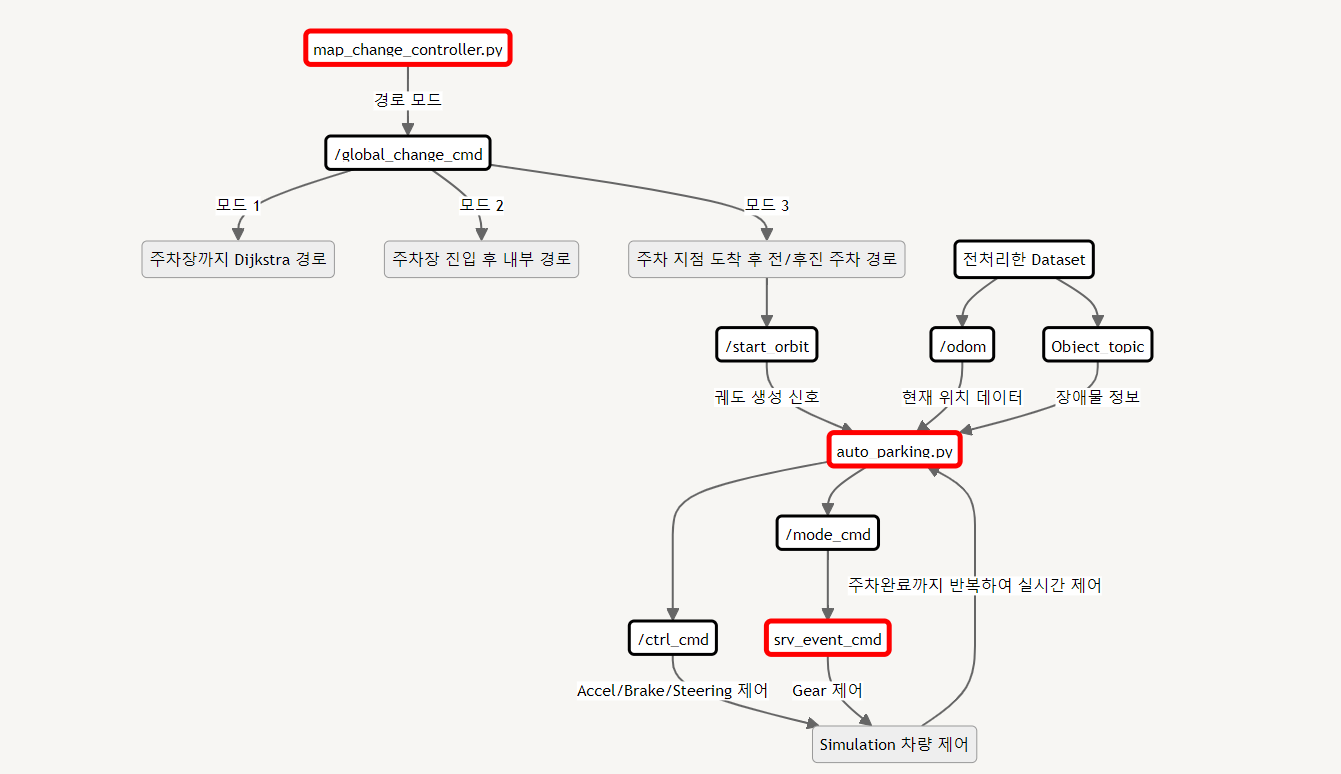 map_change_controller.py
경로 모드
/global_change_cmd
모드 1
모드 2
모드 3
주차장까지 Dijkstra 경로
주차장 진입 후 내부 경로
주차 지점 도착 후 전/후진 주차 경로
전처리한 Dataset
/start_orbit
/odom
Object_topic
궤도 생성 신호
현재 위치 데이터
장애물 정보
auto_parking.py
/mode_cmd
주차완료까지 반복하여 실시간 제어
/ctrl_cmd
srv_event_cmd
Accel/Brake/Steering 제어
Gear 제어
Simulation 차량 제어